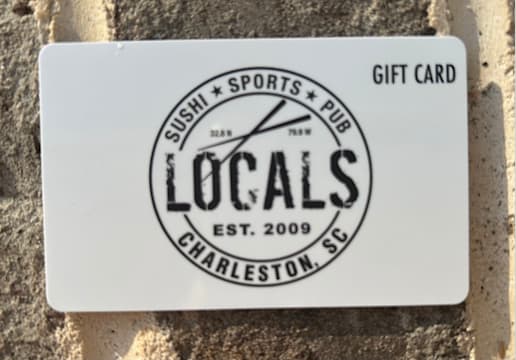 GIFT CARD
SUSHI ★ SPORTS ★ PUB
32.8 N 79.9 W
LOCALS
EST. 2009
CHARLESTON, SC